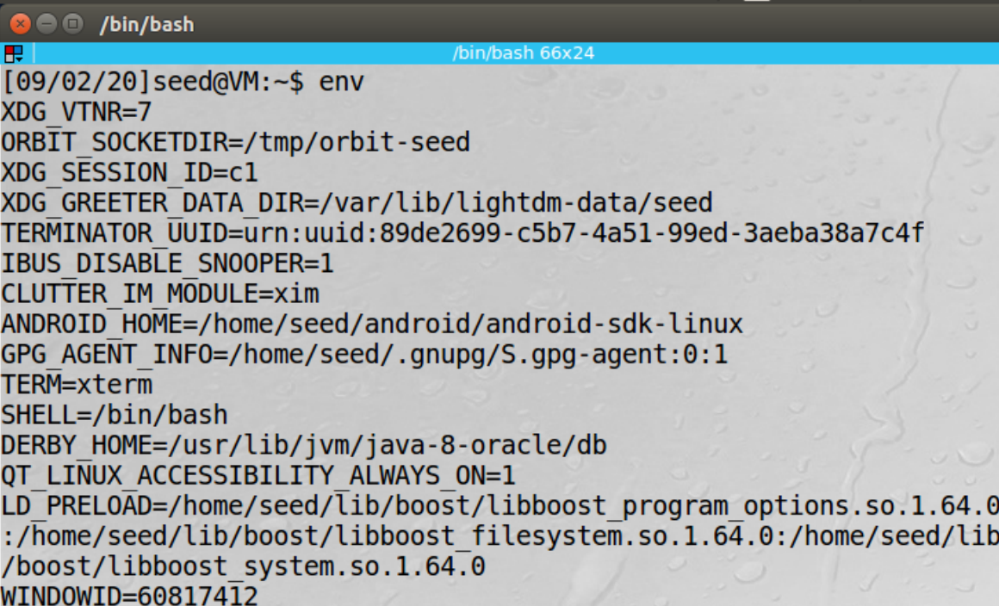 /bin/bash
/bin/bash 66x24
[09/02/20]seed@VM:~$ env
XDG_VTNR=7
ORBIT_SOCKETDIR=/tmp/orbit-seed
XDG_SESSION_ID=c1
XDG_GREETER_DATA_DIR=/var/lib/lightdm-data/seed
TERMINATOR_UUID=urn:uuid:89de2699-c5b7-4a51-99ed-3aeba38a7c4f
IBUS_DISABLE_SNOOPER=1
CLUTTER_IM_MODULE=xim
ANDROID_HOME=/home/seed/android/android-sdk-linux
GPG_AGENT_INFO=/home/seed/.gnupg/S.gpg-agent:0:1
TERM=xterm
SHELL=/bin/bash
DERBY_HOME=/usr/lib/jvm/java-8-oracle/db
QT_LINUX_ACCESSIBILITY_ALWAYS_ON=1
LD_PRELOAD=/home/seed/lib/boost/libboost_program_options.so.1.64.0
:/home/seed/lib/boost/libboost_filesystem.so.1.64.0:/home/seed/lib
/boost/libboost_system.so.1.64.0
WINDOWID=60817412